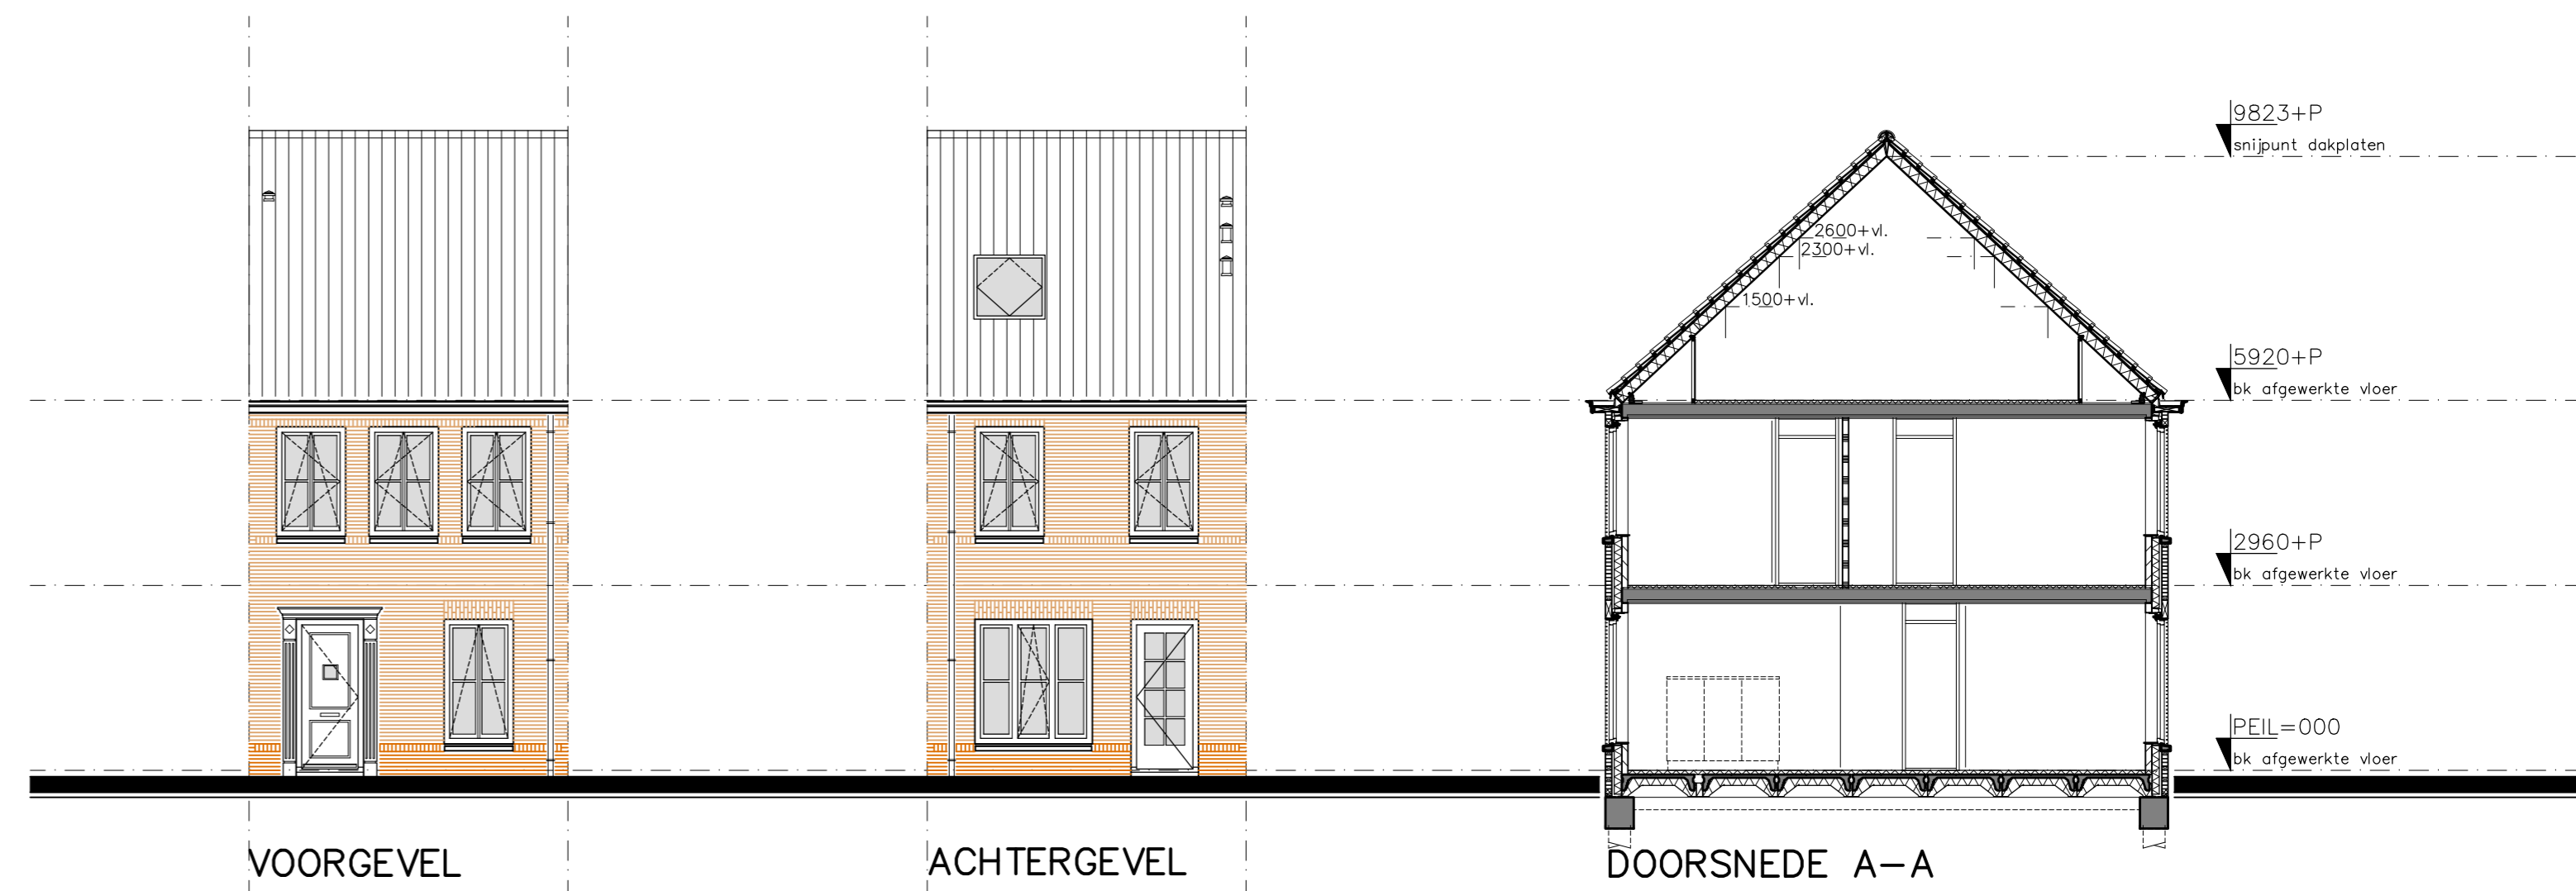 9823+P
snijpunt dakplaten
2600+vl.
2300+vl.
1500+vl.
5920+P
bk afgewerkte vloer
2960+P
bk afgewerkte vloer
PEIL=000
bk afgewerkte vloer
VOORGEVEL
ACHTERGEVEL
DOORSNEDE A-A